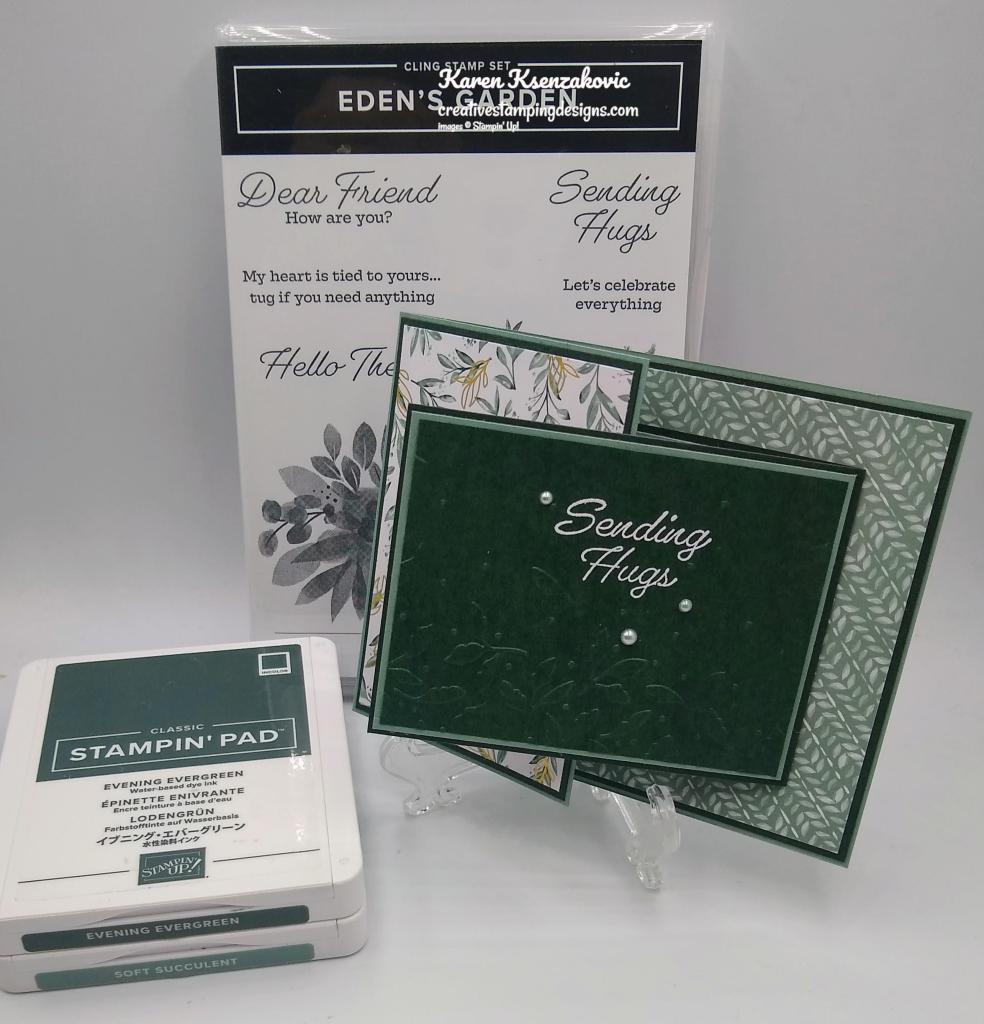 CLING STAMP SET
EDEN'S GARDEN
Karen Ksenzakovic
creativestampingdesigns.com
images © Stampin' Up!
Dear Friend
How are you?
Sending
Hugs
My heart is tied to yours...
tug if you need anything
Let's celebrate
everything
Hello The
Sending
Hugs
INCOLOR
CLASSIC
STAMPIN' PAD™
EVENING EVERGREEN
Water-based dye ink
ÉPINETTE ENIVRANTE
Encre teinture à base d'eau
LODENGRÜN
Farbstofftinte auf Wasserbasis
イブニング・エバーグリーン
水性染料インク
STAMPIN' UP!
EVENING EVERGREEN
SOFT SUCCULENT